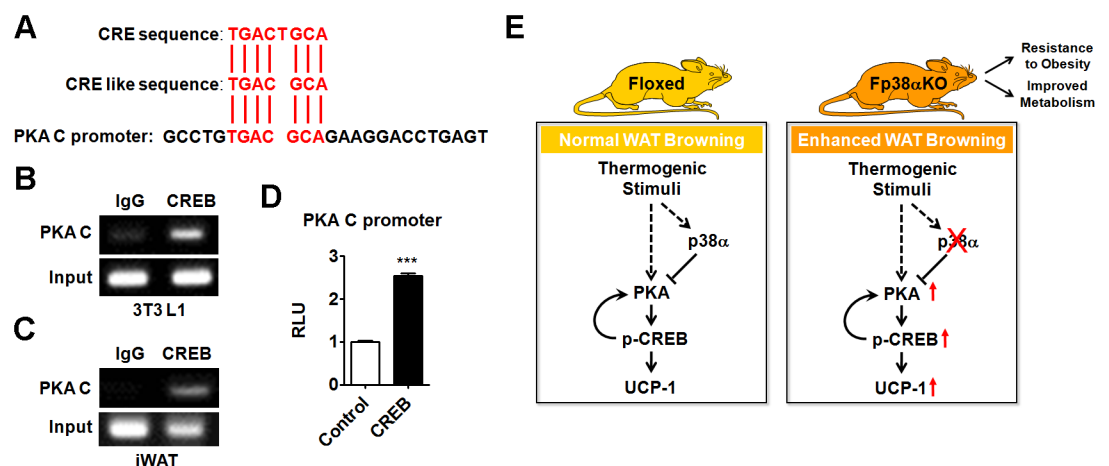 A
CRE sequence: TGACTGCA
CRE like sequence: TGAC GCA
PKA C promoter: GCCTGTGAC GCAGAAGGACCTGAGT
B
IgG CREB
PKA C
Input
3T3 L1
C
IgG CREB
PKA C
Input
iWAT
D
PKA C promoter
***
3
2
1
0
RLU
Control
CREB
E
Floxed
Normal WAT Browning
Thermogenic
Stimuli
p38α
PKA
p-CREB
UCP-1
Fp38αKO
Resistance
to Obesity
Improved
Metabolism
Enhanced WAT Browning
Thermogenic
Stimuli
p38α
PKA
p-CREB
UCP-1